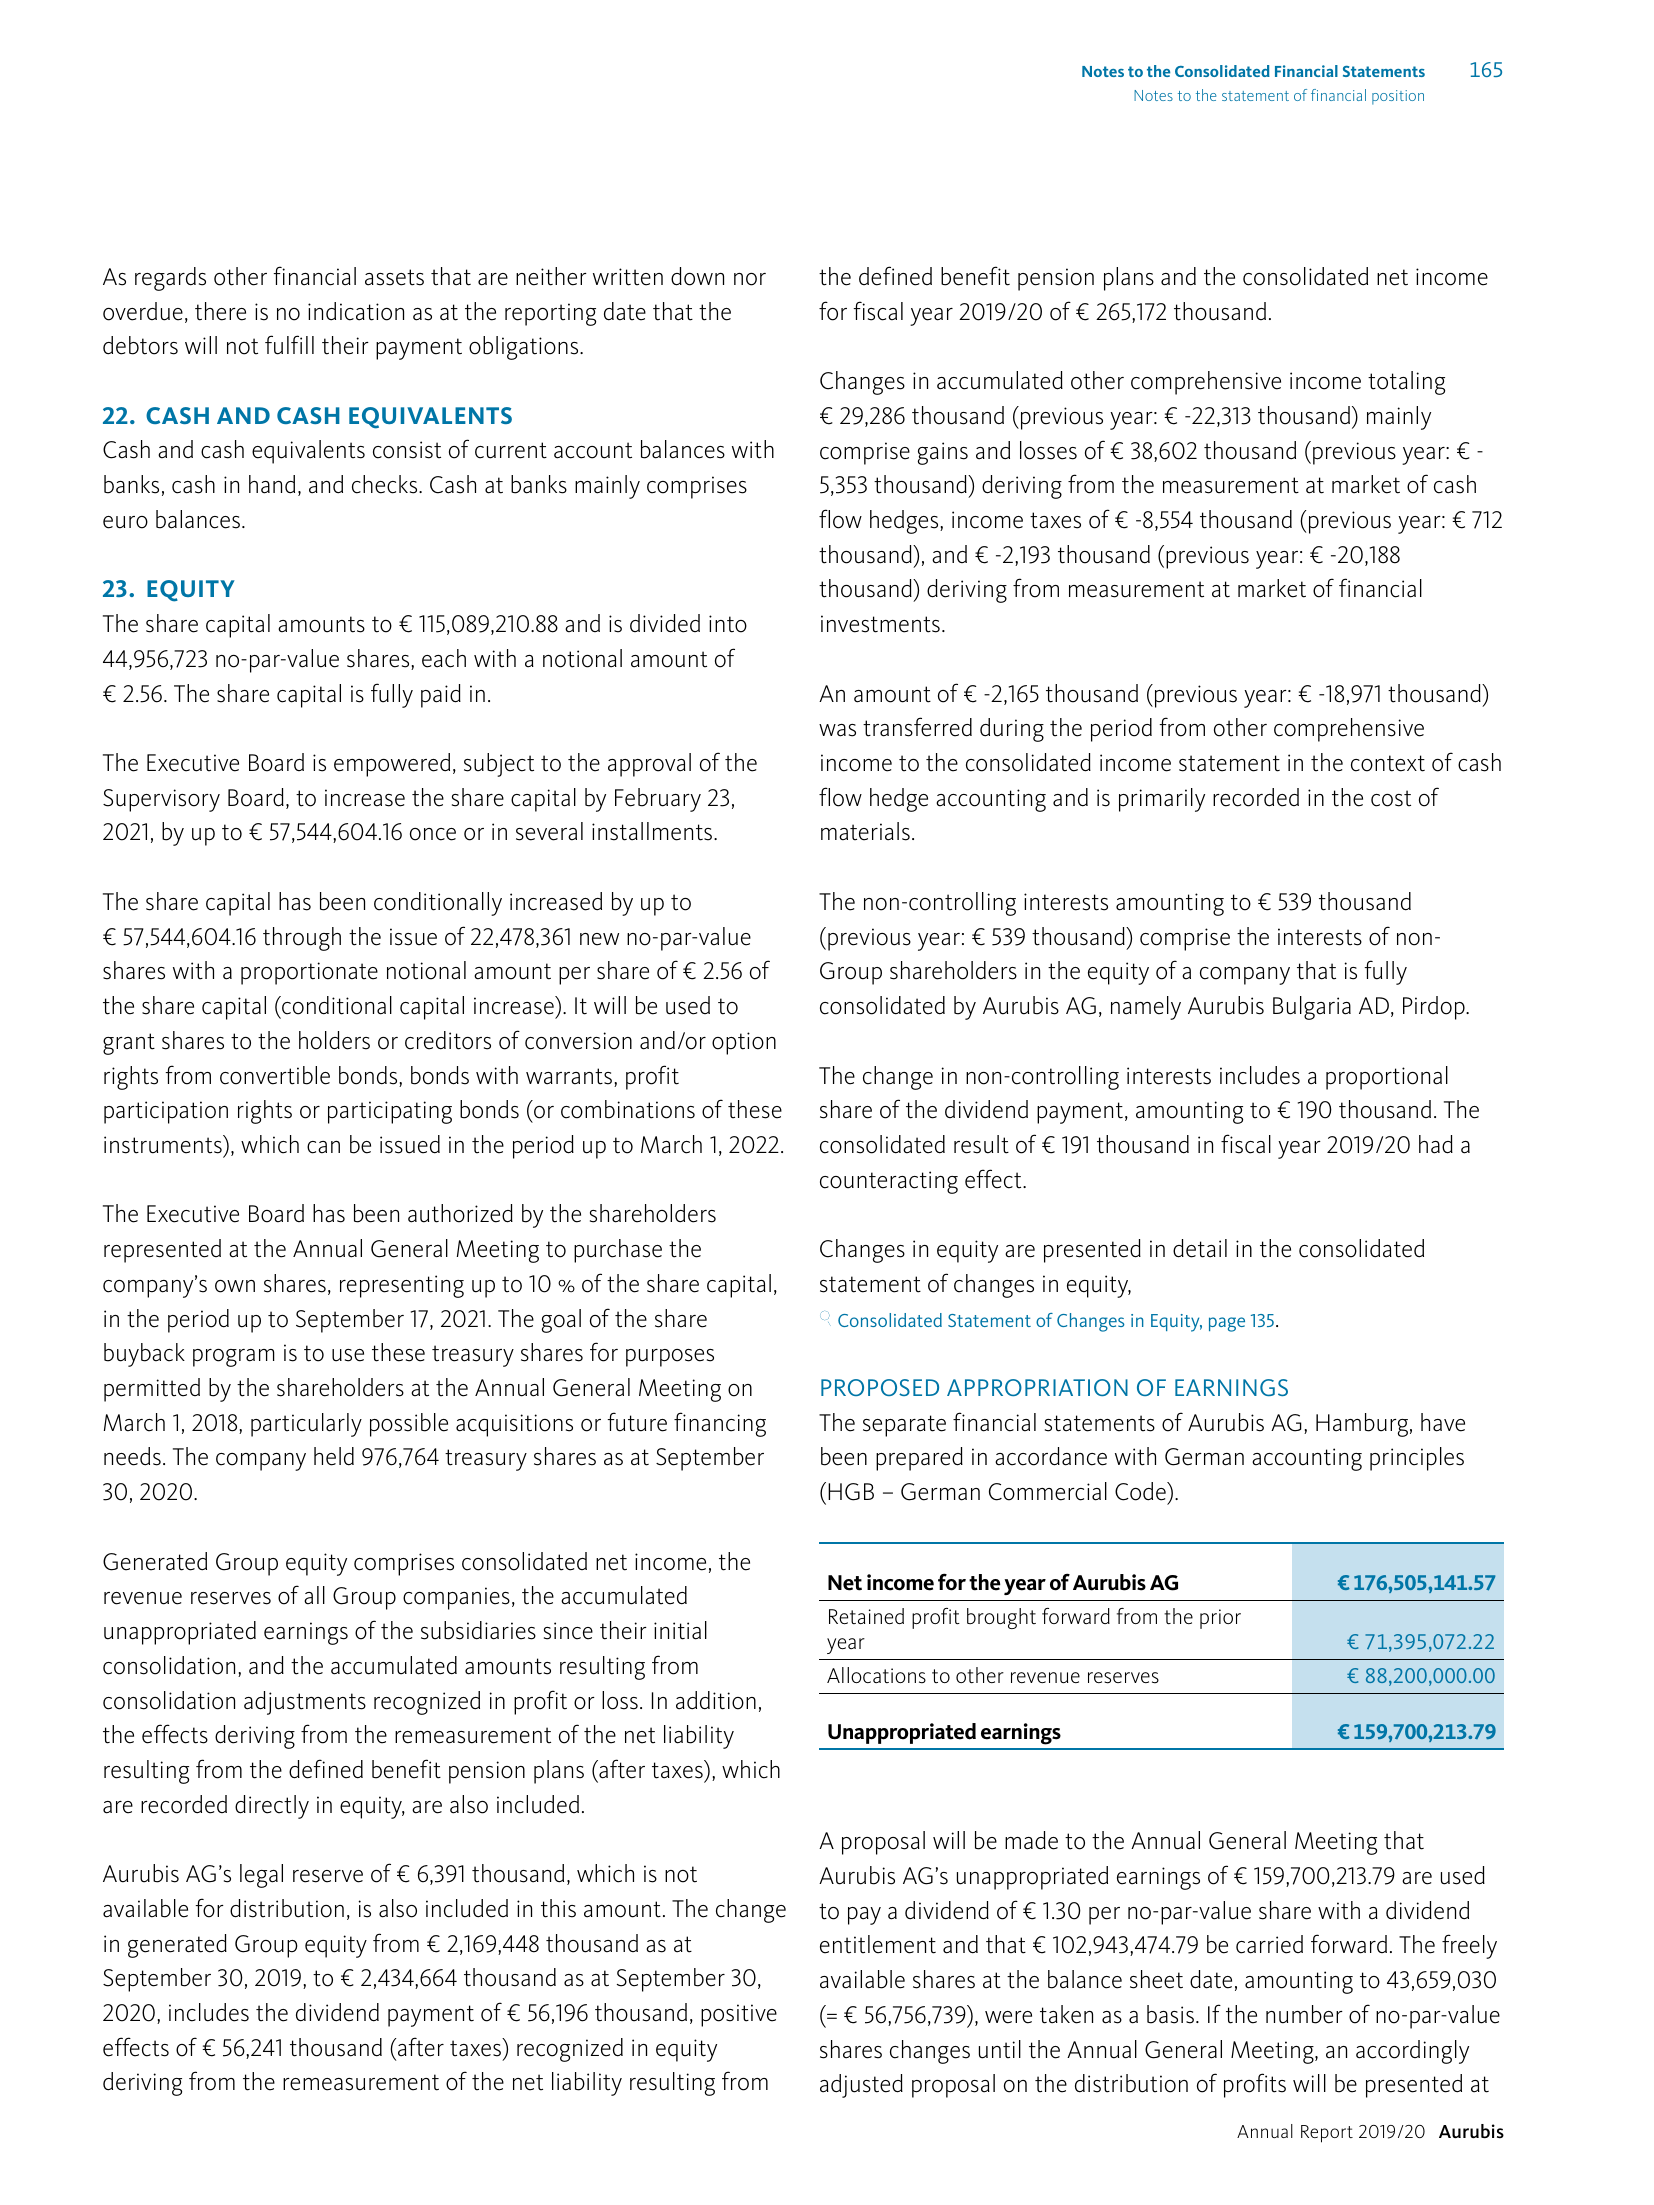 Notes to the Consolidated Financial Statements 165
Notes to the statement of financial position
As regards other financial assets that are neither written down nor
overdue, there is no indication as at the reporting date that the
debtors will not fulfill their payment obligations.
22. CASH AND CASH EQUIVALENTS
Cash and cash equivalents consist of current account balances with
banks, cash in hand, and checks. Cash at banks mainly comprises
euro balances.
23. EQUITY
The share capital amounts to € 115,089,210.88 and is divided into
44,956,723 no-par-value shares, each with a notional amount of
€ 2.56. The share capital is fully paid in.
The Executive Board is empowered, subject to the approval of the
Supervisory Board, to increase the share capital by February 23,
2021, by up to € 57,544,604.16 once or in several installments.
The share capital has been conditionally increased by up to
€ 57,544,604.16 through the issue of 22,478,361 new no-par-value
shares with a proportionate notional amount per share of € 2.56 of
the share capital (conditional capital increase). It will be used to
grant shares to the holders or creditors of conversion and/or option
rights from convertible bonds, bonds with warrants, profit
participation rights or participating bonds (or combinations of these
instruments), which can be issued in the period up to March 1, 2022.
The Executive Board has been authorized by the shareholders
represented at the Annual General Meeting to purchase the
company's own shares, representing up to 10 % of the share capital,
in the period up to September 17, 2021. The goal of the share
buyback program is to use these treasury shares for purposes
permitted by the shareholders at the Annual General Meeting on
March 1, 2018, particularly possible acquisitions or future financing
needs. The company held 976,764 treasury shares as at September
30, 2020.
Generated Group equity comprises consolidated net income, the
revenue reserves of all Group companies, the accumulated
unappropriated earnings of the subsidiaries since their initial
consolidation, and the accumulated amounts resulting from
consolidation adjustments recognized in profit or loss. In addition,
the effects deriving from the remeasurement of the net liability
resulting from the defined benefit pension plans (after taxes), which
are recorded directly in equity, are also included.
Aurubis AG's legal reserve of € 6,391 thousand, which is not
available for distribution, is also included in this amount. The change
in generated Group equity from € 2,169,448 thousand as at
September 30, 2019, to € 2,434,664 thousand as at September 30,
2020, includes the dividend payment of € 56,196 thousand, positive
effects of € 56,241 thousand (after taxes) recognized in equity
deriving from the remeasurement of the net liability resulting from
the defined benefit pension plans and the consolidated net income
for fiscal year 2019/20 of € 265,172 thousand.
Changes in accumulated other comprehensive income totaling
€ 29,286 thousand (previous year: € -22,313 thousand) mainly
comprise gains and losses of € 38,602 thousand (previous year: € -
5,353 thousand) deriving from the measurement at market of cash
flow hedges, income taxes of € -8,554 thousand (previous year: € 712
thousand), and € -2,193 thousand (previous year: € -20,188
thousand) deriving from measurement at market of financial
investments.
An amount of € -2,165 thousand (previous year: € -18,971 thousand)
was transferred during the period from other comprehensive
income to the consolidated income statement in the context of cash
flow hedge accounting and is primarily recorded in the cost of
materials.
The non-controlling interests amounting to € 539 thousand
(previous year: € 539 thousand) comprise the interests of non-
Group shareholders in the equity of a company that is fully
consolidated by Aurubis AG, namely Aurubis Bulgaria AD, Pirdop.
The change in non-controlling interests includes a proportional
share of the dividend payment, amounting to € 190 thousand. The
consolidated result of € 191 thousand in fiscal year 2019/20 had a
counteracting effect.
Changes in equity are presented in detail in the consolidated
statement of changes in equity,
Consolidated Statement of Changes in Equity, page 135.
PROPOSED APPROPRIATION OF EARNINGS
The separate financial statements of Aurubis AG, Hamburg, have
been prepared in accordance with German accounting principles
(HGB – German Commercial Code).
Net income for the year of Aurubis AG € 176,505,141.57
Retained profit brought forward from the prior
year € 71,395,072.22
Allocations to other revenue reserves € 88,200,000.00
Unappropriated earnings € 159,700,213.79
A proposal will be made to the Annual General Meeting that
Aurubis AG's unappropriated earnings of € 159,700,213.79 are used
to pay a dividend of € 1.30 per no-par-value share with a dividend
entitlement and that € 102,943,474.79 be carried forward. The freely
available shares at the balance sheet date, amounting to 43,659,030
(= € 56,756,739), were taken as a basis. If the number of no-par-value
shares changes until the Annual General Meeting, an accordingly
adjusted proposal on the distribution of profits will be presented at
Annual Report 2019/20 Aurubis